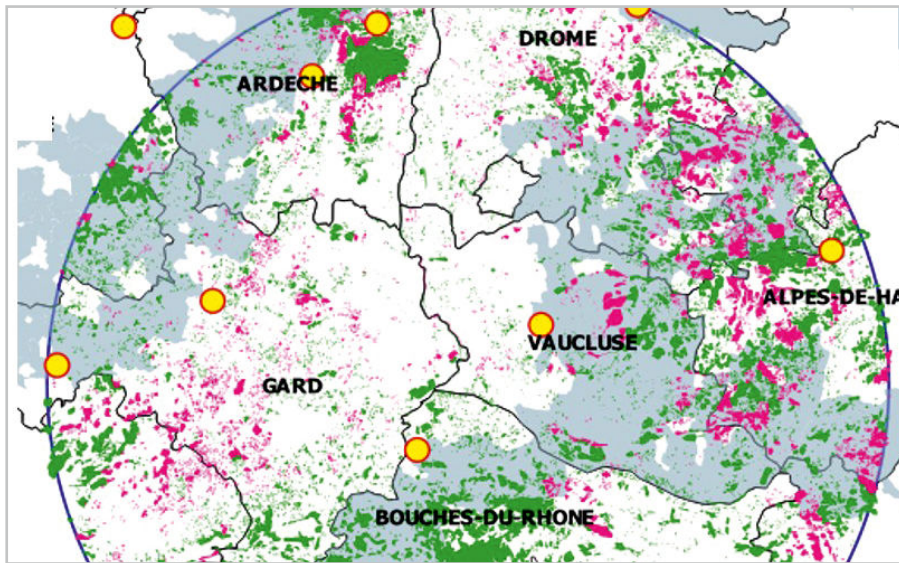 DROME
ARDECHE
ALPES-DE-HA
VAUCLUSE
GARD
BOUCHES-DU-RHONE